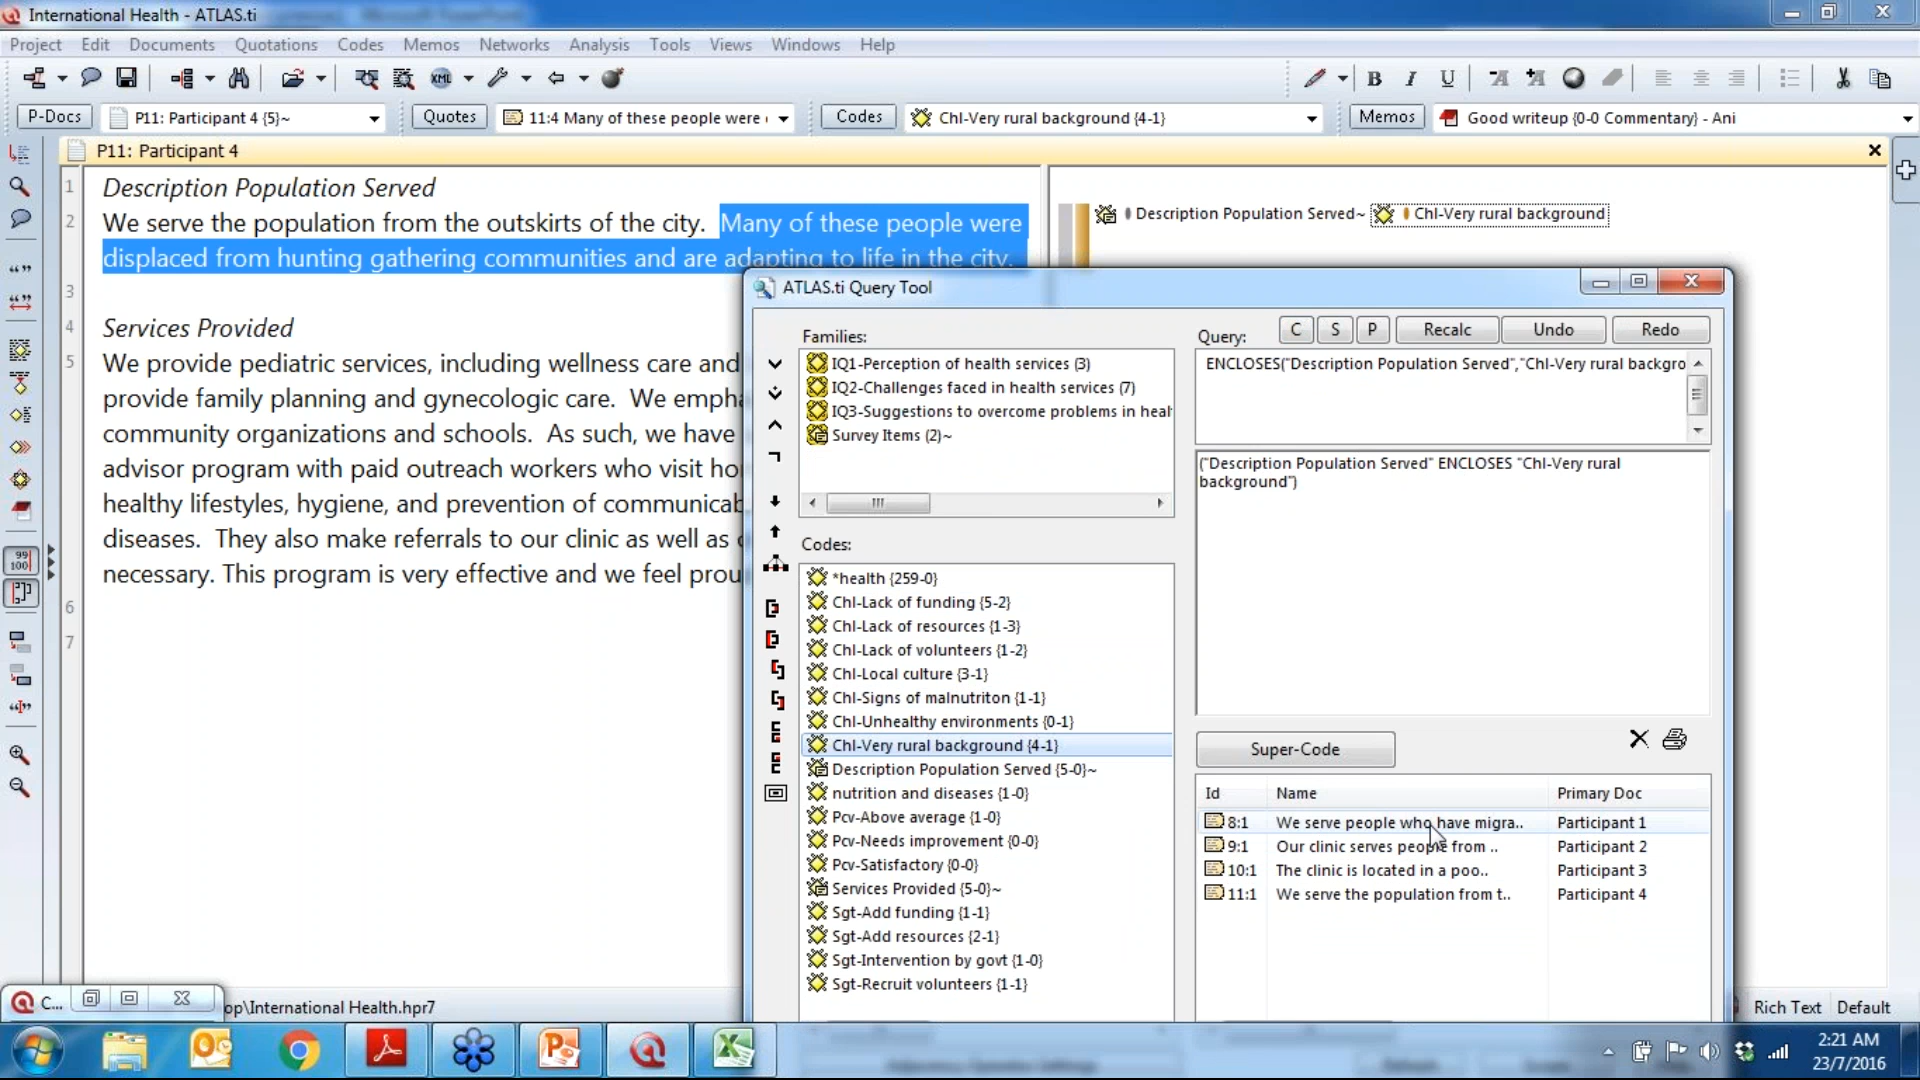 International Health - ATLAS.ti
Project Edit Documents Quotations Codes Memos Networks Analysis Tools Views Windows Help
XML B I U A A
P-Docs P11: Participant 4 {5}~ Quotes 11:4 Many of these people were Codes Chl-Very rural background {4-1} Memos Good writeup {0-0 Commentary} - Ani
P11: Participant 4
1 Description Population Served
2 We serve the population from the outskirts of the city. Many of these people were
displaced from hunting gathering communities and are adapting to life in the city.
3
4 Services Provided
5 We provide pediatric services, including wellness care and
provide family planning and gynecologic care. We empha
community organizations and schools. As such, we have
advisor program with paid outreach workers who visit ho
healthy lifestyles, hygiene, and prevention of communicab
diseases. They also make referrals to our clinic as well as
necessary. This program is very effective and we feel prou
6
7
99
100
Description Population Served~ Chl-Very rural background
ATLAS.ti Query Tool
Families:
IQ1-Perception of health services (3)
IQ2-Challenges faced in health services (7)
IQ3-Suggestions to overcome problems in heal
Survey Items (2)~
Codes:
*health {259-0}
Chl-Lack of funding {5-2}
Chl-Lack of resources {1-3}
Chl-Lack of volunteers {1-2}
Chl-Local culture {3-1}
Chl-Signs of malnutriton {1-1}
Chl-Unhealthy environments {0-1}
Chl-Very rural background {4-1}
Description Population Served {5-0}~
nutrition and diseases {1-0}
Pcv-Above average {1-0}
Pcv-Needs improvement {0-0}
Pcv-Satisfactory {0-0}
Services Provided {5-0}~
Sgt-Add funding {1-1}
Sgt-Add resources {2-1}
Sgt-Intervention by govt {1-0}
Sgt-Recruit volunteers {1-1}
Query: C S P Recalc Undo Redo
ENCLOSES("Description Population Served","Chl-Very rural backgro
("Description Population Served" ENCLOSES "Chl-Very rural
background")
Super-Code
Id Name Primary Doc
8:1 We serve people who have migra.. Participant 1
9:1 Our clinic serves people from .. Participant 2
10:1 The clinic is located in a poo.. Participant 3
11:1 We serve the population from t.. Participant 4
C... op\International Health.hpr7 Rich Text Default
2:21 AM
23/7/2016